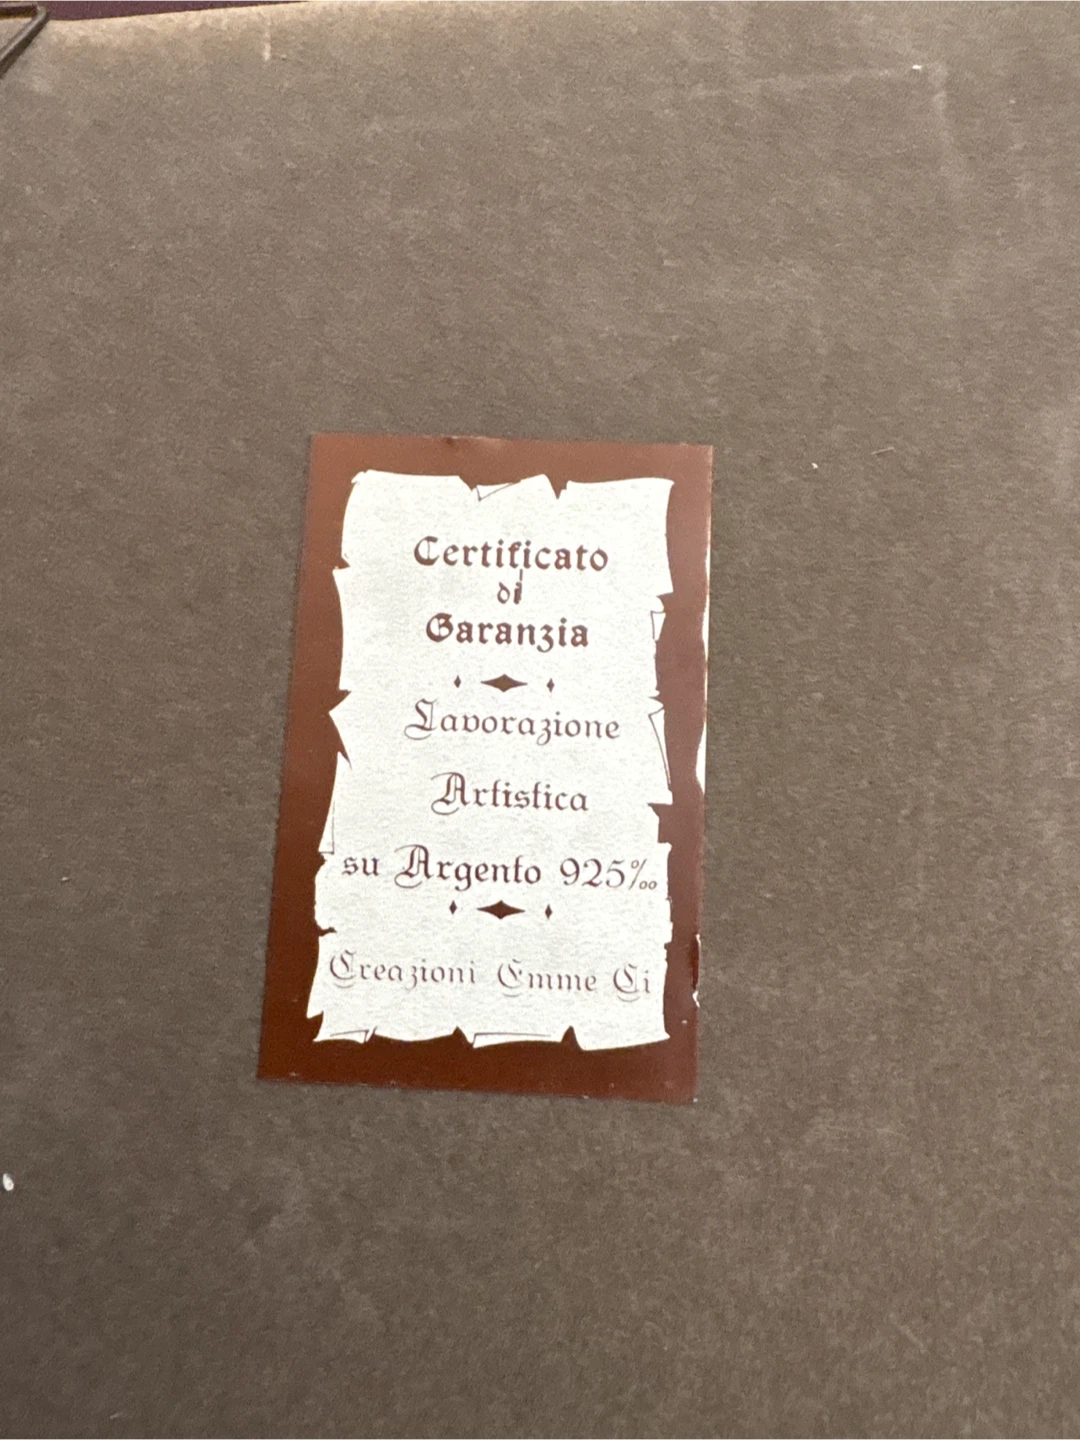 Certificato
di
Garanzia
Lavorazione
Artistica
su Argento 925‰
Creazioni Emme Ci